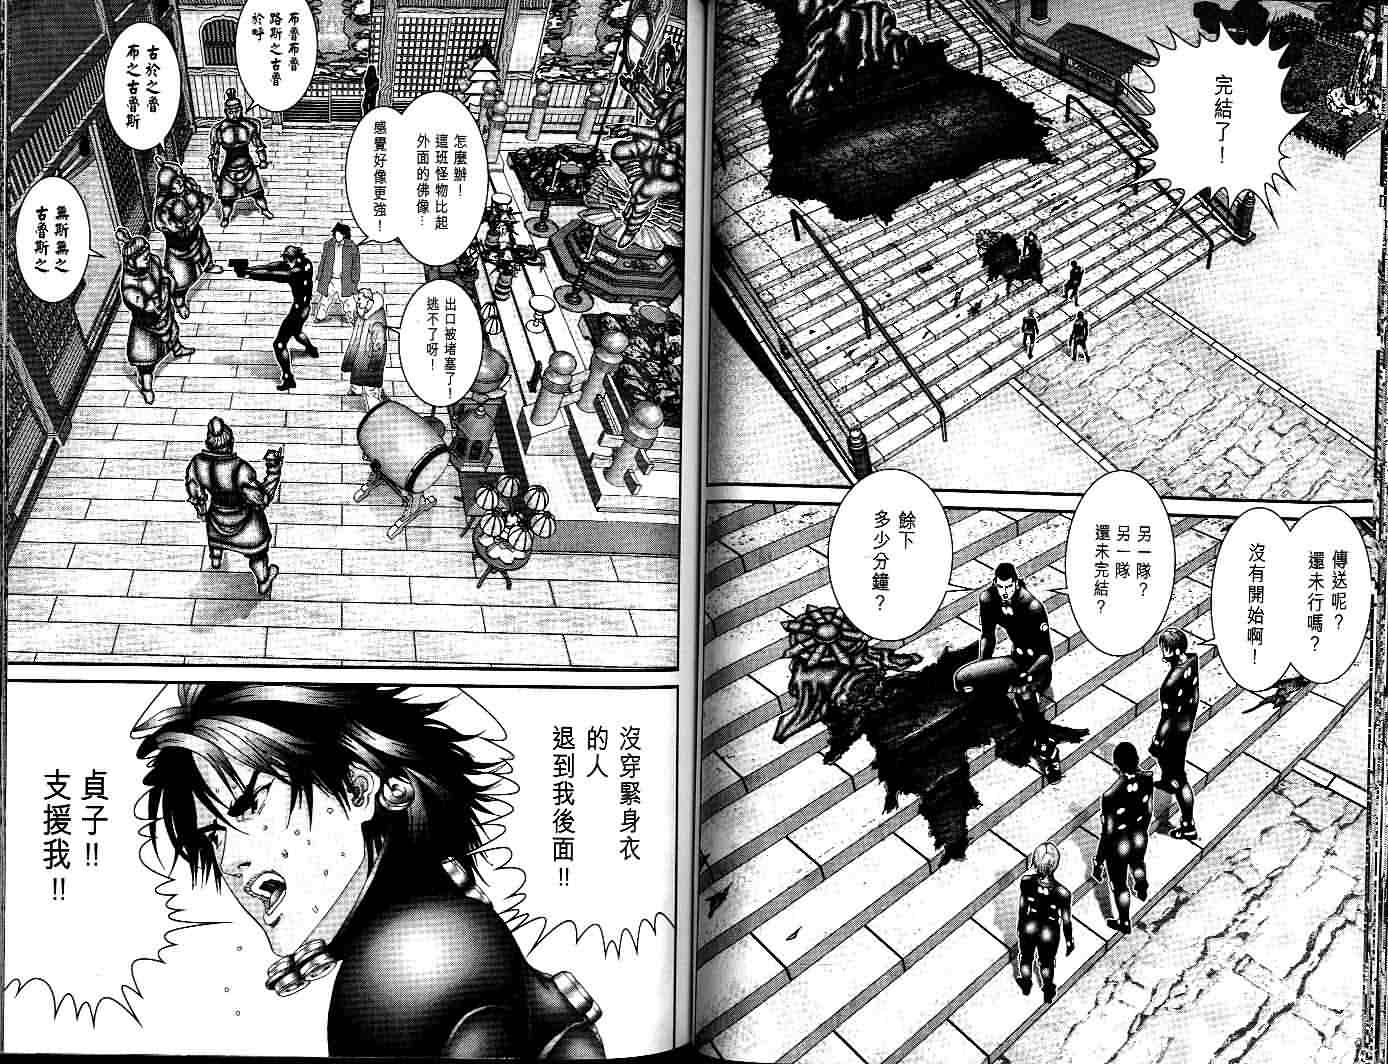 完結了！
傳送呢？
還未行嗎？
沒有開始啊！
另一隊？
另一隊
還未完結？
餘下
多少分鐘？
布魯布魯
路斯之古魯
於呼
古於之魯
布之古魯斯
無斯無之
古魯斯之
怎麼辦！
這班怪物比起
外面的佛像…
感覺好像更強！
出口被堵塞了！
逃不了呀！
沒穿緊身衣
的人
退到我後面!!
貞子!!
支援我!!